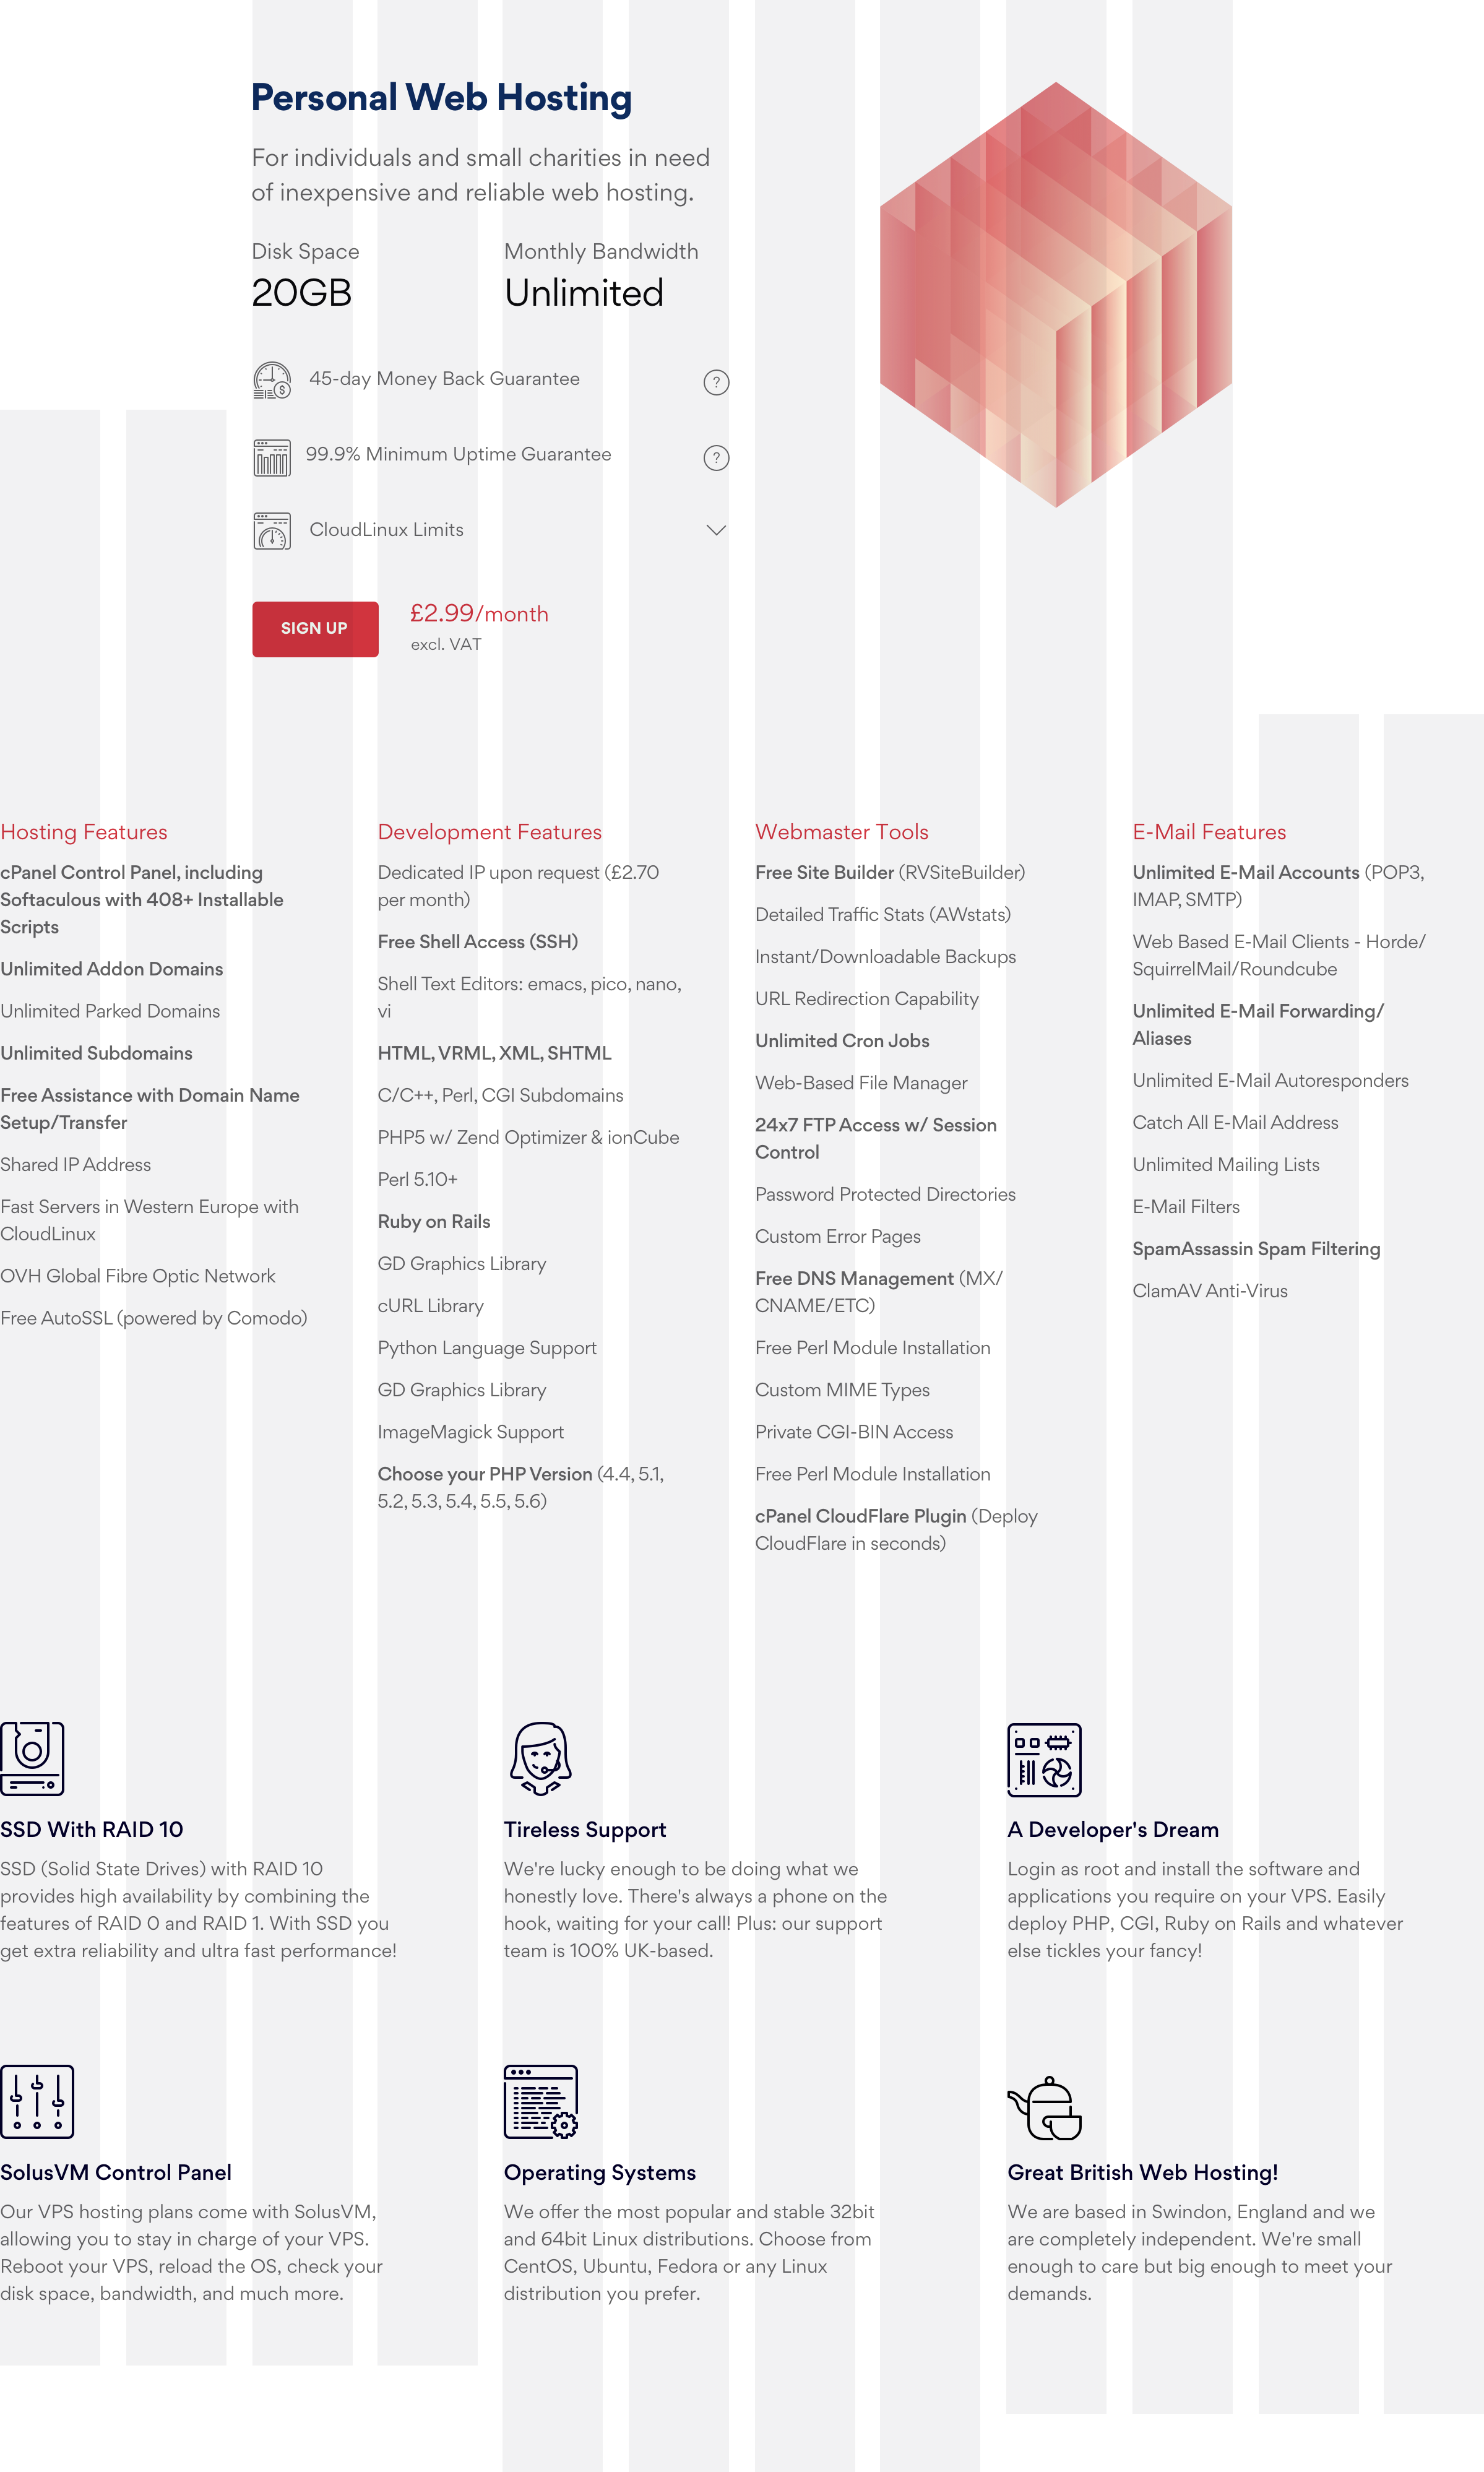 Personal Web Hosting
For individuals and small charities in need
of inexpensive and reliable web hosting.
Disk Space
20GB
Monthly Bandwidth
Unlimited
45-day Money Back Guarantee
?
99.9% Minimum Uptime Guarantee
?
CloudLinux Limits
SIGN UP
£2.99/month
excl. VAT
Hosting Features
cPanel Control Panel, including
Softaculous with 408+ Installable
Scripts
Unlimited Addon Domains
Unlimited Parked Domains
Unlimited Subdomains
Free Assistance with Domain Name
Setup/Transfer
Shared IP Address
Fast Servers in Western Europe with
CloudLinux
OVH Global Fibre Optic Network
Free AutoSSL (powered by Comodo)
Development Features
Dedicated IP upon request (£2.70
per month)
Free Shell Access (SSH)
Shell Text Editors: emacs, pico, nano,
vi
HTML, VRML, XML, SHTML
C/C++, Perl, CGI Subdomains
PHP5 w/ Zend Optimizer & ionCube
Perl 5.10+
Ruby on Rails
GD Graphics Library
cURL Library
Python Language Support
GD Graphics Library
ImageMagick Support
Choose your PHP Version (4.4, 5.1,
5.2, 5.3, 5.4, 5.5, 5.6)
Webmaster Tools
Free Site Builder (RVSiteBuilder)
Detailed Traffic Stats (AWstats)
Instant/Downloadable Backups
URL Redirection Capability
Unlimited Cron Jobs
Web-Based File Manager
24x7 FTP Access w/ Session
Control
Password Protected Directories
Custom Error Pages
Free DNS Management (MX/
CNAME/ETC)
Free Perl Module Installation
Custom MIME Types
Private CGI-BIN Access
Free Perl Module Installation
cPanel CloudFlare Plugin (Deploy
CloudFlare in seconds)
E-Mail Features
Unlimited E-Mail Accounts (POP3,
IMAP, SMTP)
Web Based E-Mail Clients - Horde/
SquirrelMail/Roundcube
Unlimited E-Mail Forwarding/
Aliases
Unlimited E-Mail Autoresponders
Catch All E-Mail Address
Unlimited Mailing Lists
E-Mail Filters
SpamAssassin Spam Filtering
ClamAV Anti-Virus
SSD With RAID 10
SSD (Solid State Drives) with RAID 10
provides high availability by combining the
features of RAID 0 and RAID 1. With SSD you
get extra reliability and ultra fast performance!
Tireless Support
We're lucky enough to be doing what we
honestly love. There's always a phone on the
hook, waiting for your call! Plus: our support
team is 100% UK-based.
A Developer's Dream
Login as root and install the software and
applications you require on your VPS. Easily
deploy PHP, CGI, Ruby on Rails and whatever
else tickles your fancy!
SolusVM Control Panel
Our VPS hosting plans come with SolusVM,
allowing you to stay in charge of your VPS.
Reboot your VPS, reload the OS, check your
disk space, bandwidth, and much more.
Operating Systems
We offer the most popular and stable 32bit
and 64bit Linux distributions. Choose from
CentOS, Ubuntu, Fedora or any Linux
distribution you prefer.
Great British Web Hosting!
We are based in Swindon, England and we
are completely independent. We're small
enough to care but big enough to meet your
demands.